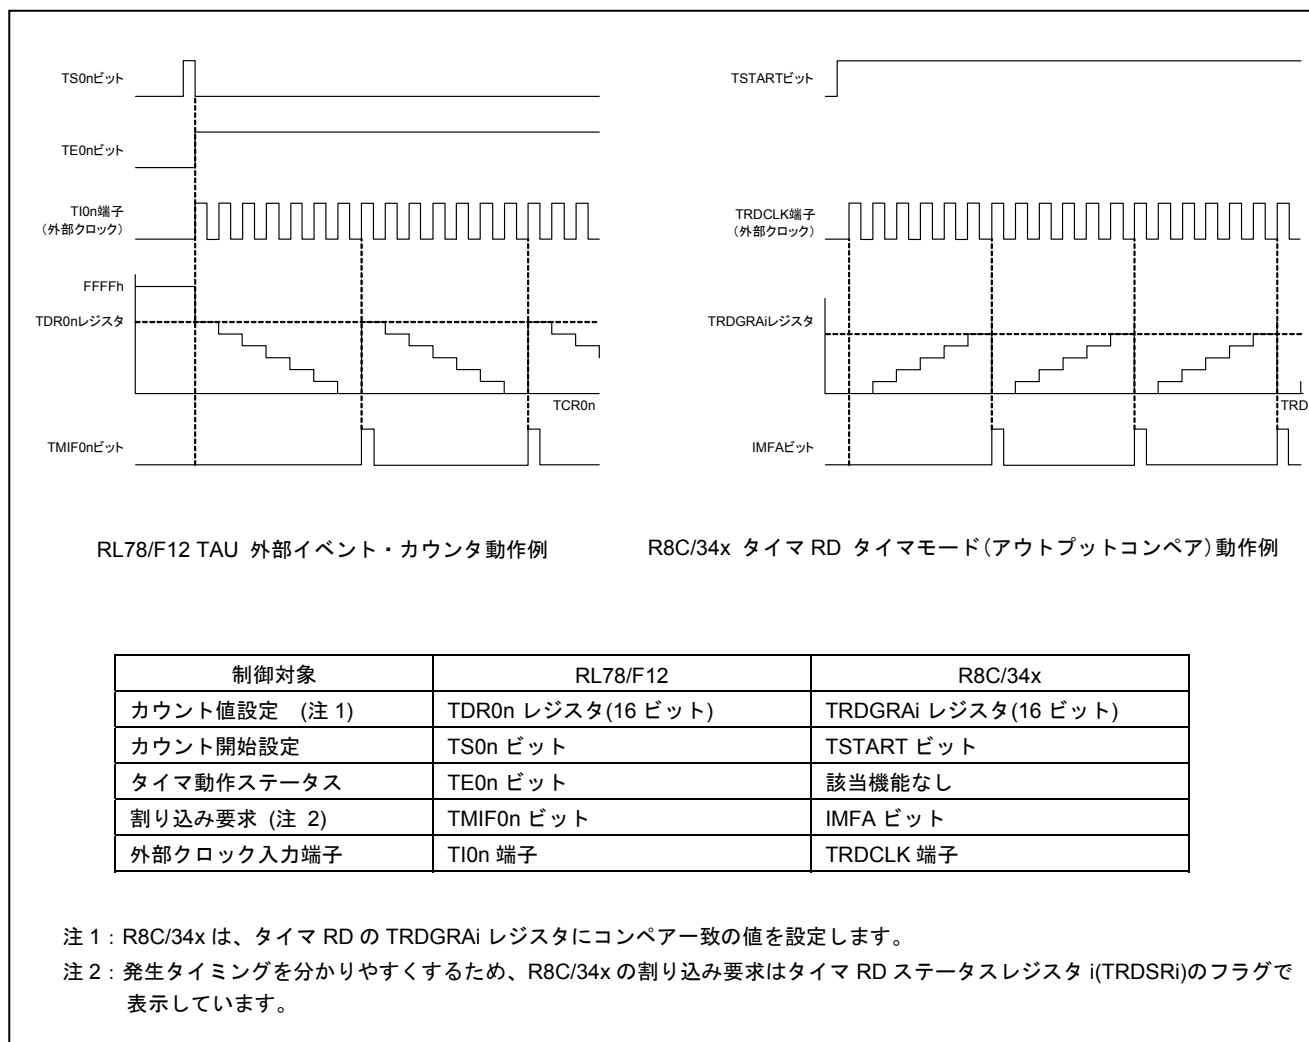 TS0nビット
TE0nビット
TI0n端子
（外部クロック）
FFFFh
TDR0nレジスタ
TCR0n
TMIF0nビット
RL78/F12 TAU 外部イベント・カウンタ動作例
TSTARTビット
TRDCLK端子
（外部クロック）
TRDGRAiレジスタ
TRD
IMFAビット
R8C/34x タイマ RD タイマモード（アウトプットコンペア）動作例
制御対象 RL78/F12 R8C/34x
カウント値設定 (注 1) TDR0n レジスタ(16 ビット) TRDGRAi レジスタ(16 ビット)
カウント開始設定 TS0n ビット TSTART ビット
タイマ動作ステータス TE0n ビット 該当機能なし
割り込み要求 (注 2) TMIF0n ビット IMFA ビット
外部クロック入力端子 TI0n 端子 TRDCLK 端子
注 1：R8C/34x は、タイマ RD の TRDGRAi レジスタにコンペア一致の値を設定します。
注 2：発生タイミングを分かりやすくするため、R8C/34x の割り込み要求はタイマ RD ステータスレジスタ i(TRDSRi)のフラグで
表示しています。